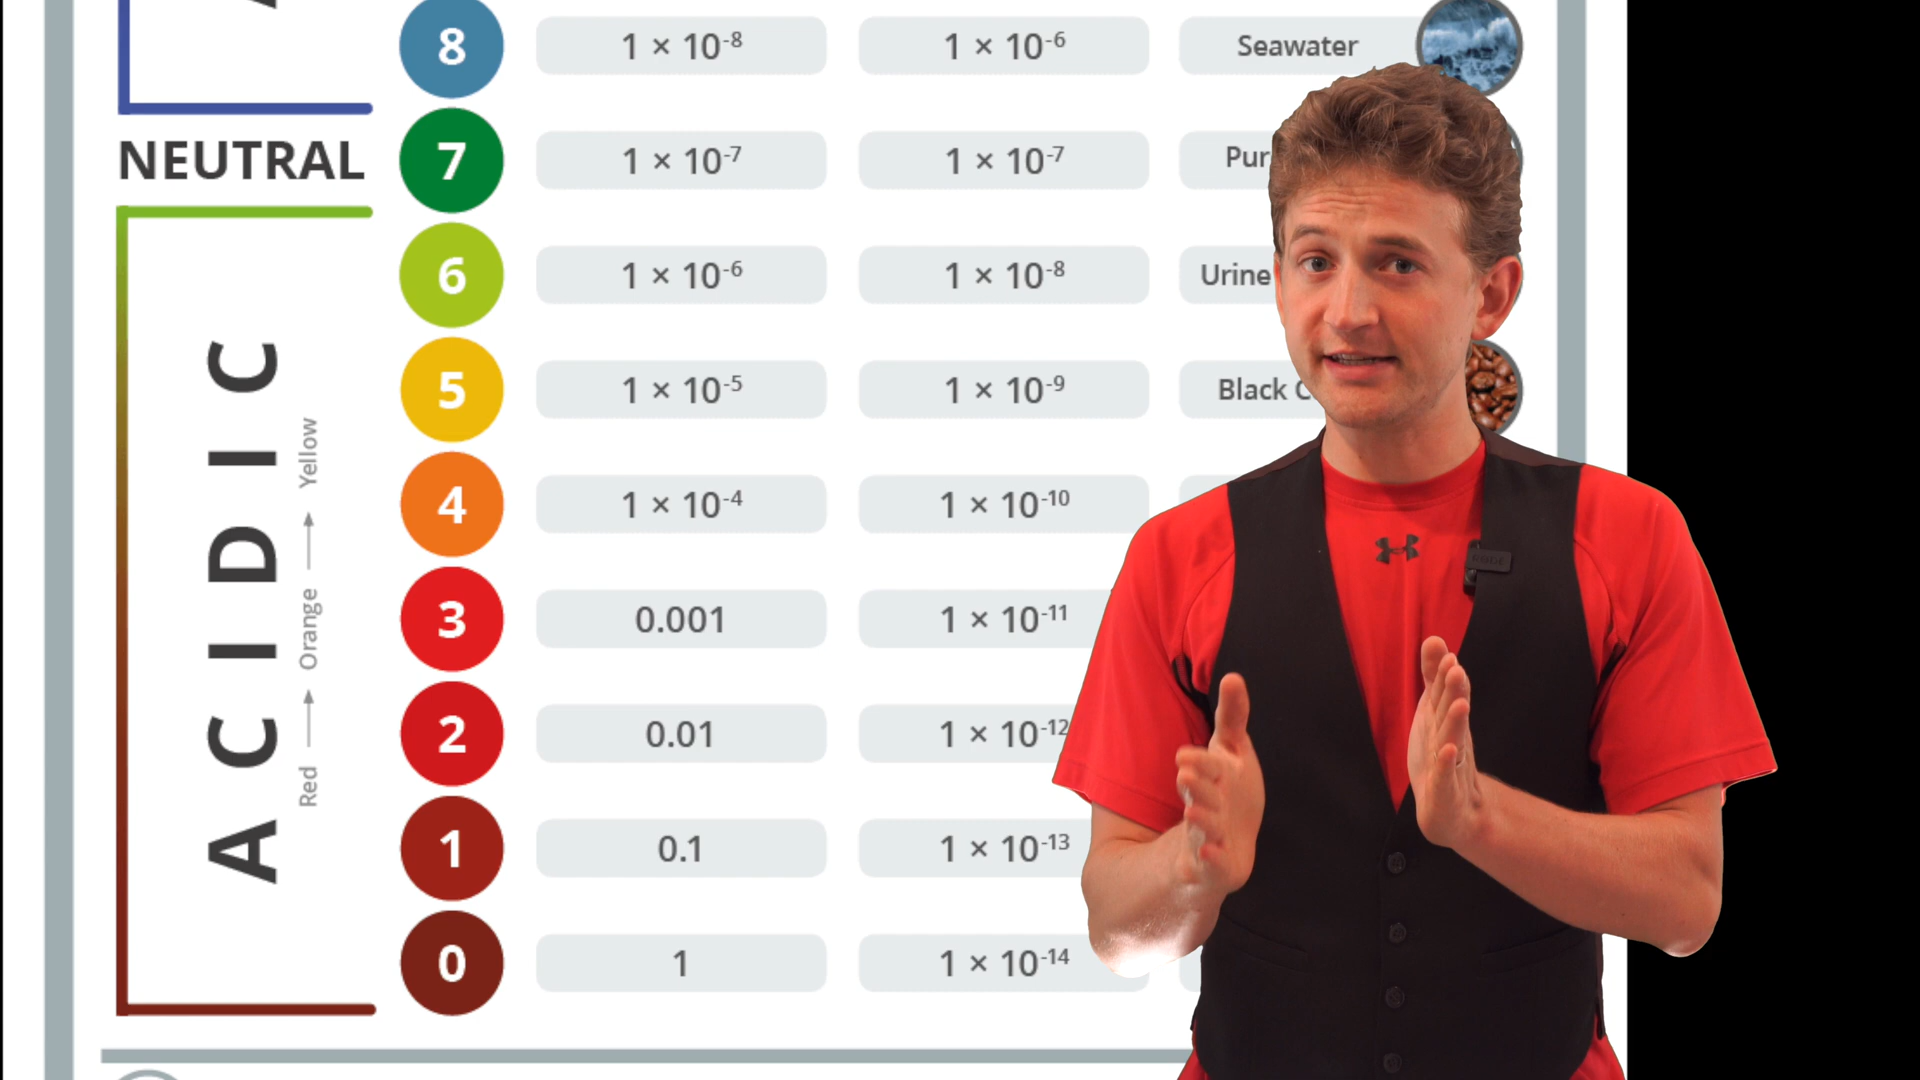 8 1 × 10⁻⁸ 1 × 10⁻⁶ Seawater
NEUTRAL 7 1 × 10⁻⁷ 1 × 10⁻⁷ Pur
6 1 × 10⁻⁶ 1 × 10⁻⁸ Urine
5 1 × 10⁻⁵ 1 × 10⁻⁹ Black C
4 1 × 10⁻⁴ 1 × 10⁻¹⁰
3 0.001 1 × 10⁻¹¹
2 0.01 1 × 10⁻¹²
1 0.1 1 × 10⁻¹³
0 1 1 × 10⁻¹⁴
ACIDIC
Red → Orange → Yellow